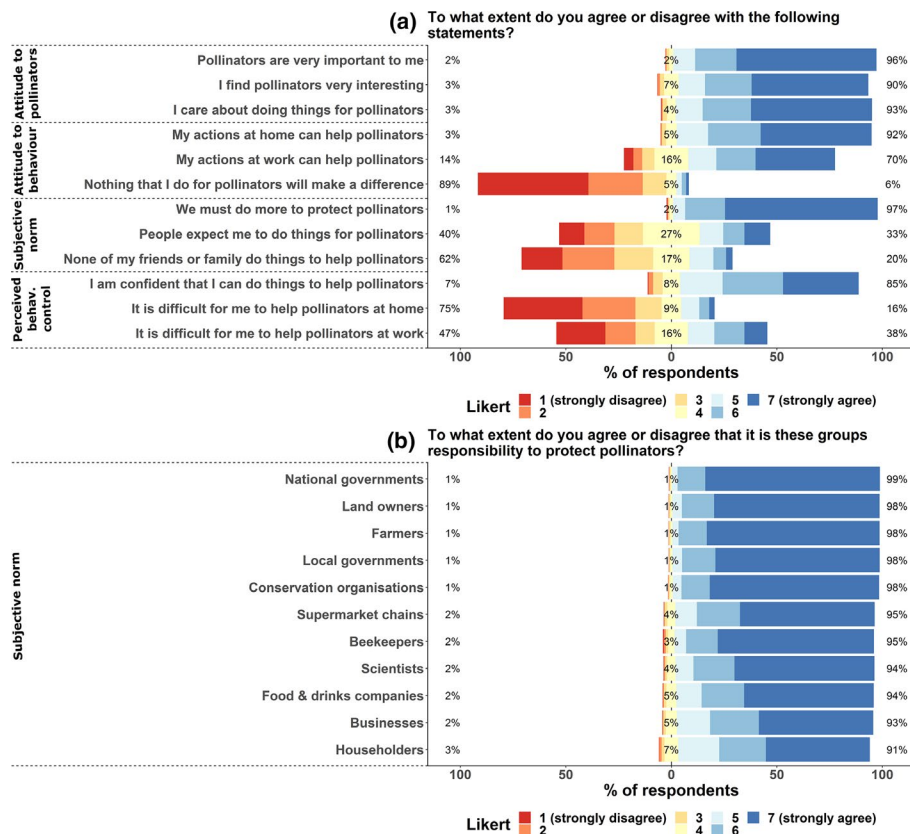 (a) To what extent do you agree or disagree with the following
statements?
Attitude to
pollinators
Pollinators are very important to me 2% 2% 96%
I find pollinators very interesting 3% 7% 90%
I care about doing things for pollinators 3% 4% 93%
Attitude to
behaviour
My actions at home can help pollinators 3% 5% 92%
My actions at work can help pollinators 14% 16% 70%
Nothing that I do for pollinators will make a difference 89% 5% 6%
Subjective
norm
We must do more to protect pollinators 1% 2% 97%
People expect me to do things for pollinators 40% 27% 33%
None of my friends or family do things to help pollinators 62% 17% 20%
Perceived
behav.
control
I am confident that I can do things to help pollinators 7% 8% 85%
It is difficult for me to help pollinators at home 75% 9% 16%
It is difficult for me to help pollinators at work 47% 16% 38%
100 50 0 50 100
% of respondents
Likert 1 (strongly disagree) 3 5 7 (strongly agree)
2 4 6
(b) To what extent do you agree or disagree that it is these groups
responsibility to protect pollinators?
Subjective norm
National governments 1% 1% 99%
Land owners 1% 1% 98%
Farmers 1% 1% 98%
Local governments 1% 1% 98%
Conservation organisations 1% 1% 98%
Supermarket chains 2% 4% 95%
Beekeepers 2% 3% 95%
Scientists 2% 4% 94%
Food & drinks companies 2% 5% 94%
Businesses 2% 5% 93%
Householders 3% 7% 91%
100 50 0 50 100
% of respondents
Likert 1 (strongly disagree) 3 5 7 (strongly agree)
2 4 6